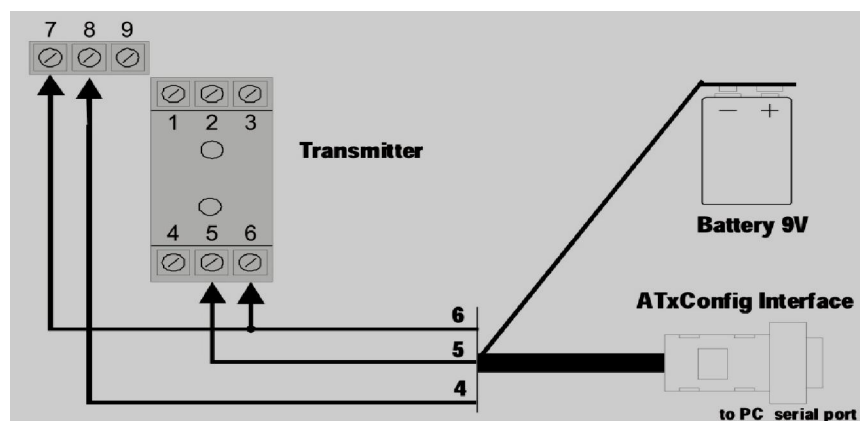 7 8 9
1 2 3
Transmitter
4 5 6
− +
Battery 9V
ATxConfig Interface
6
5
4
to PC serial port